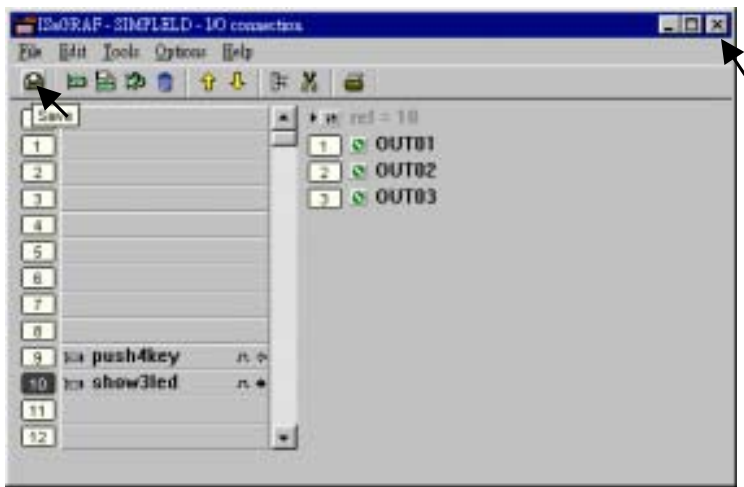 ISaGRAF - SIMPLELD - I/O connection
File Edit Tools Options Help
Save
1
2
3
4
5
6
7
8
9 push4key
10 show3led
11
12
ref = 10
1 OUT01
2 OUT02
3 OUT03